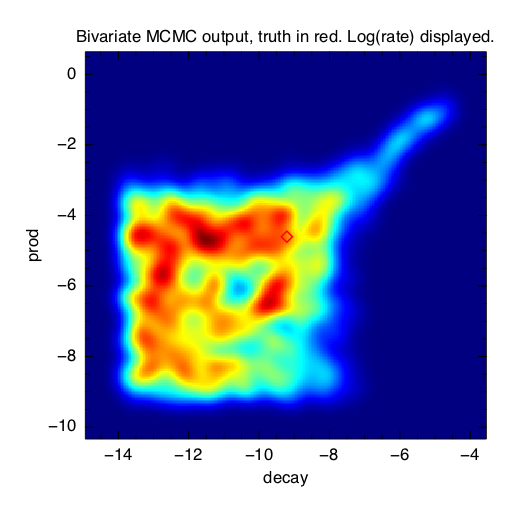 Bivariate MCMC output, truth in red. Log(rate) displayed.
0
−2
−4
−6
−8
−10
prod
−14 −12 −10 −8 −6 −4
decay